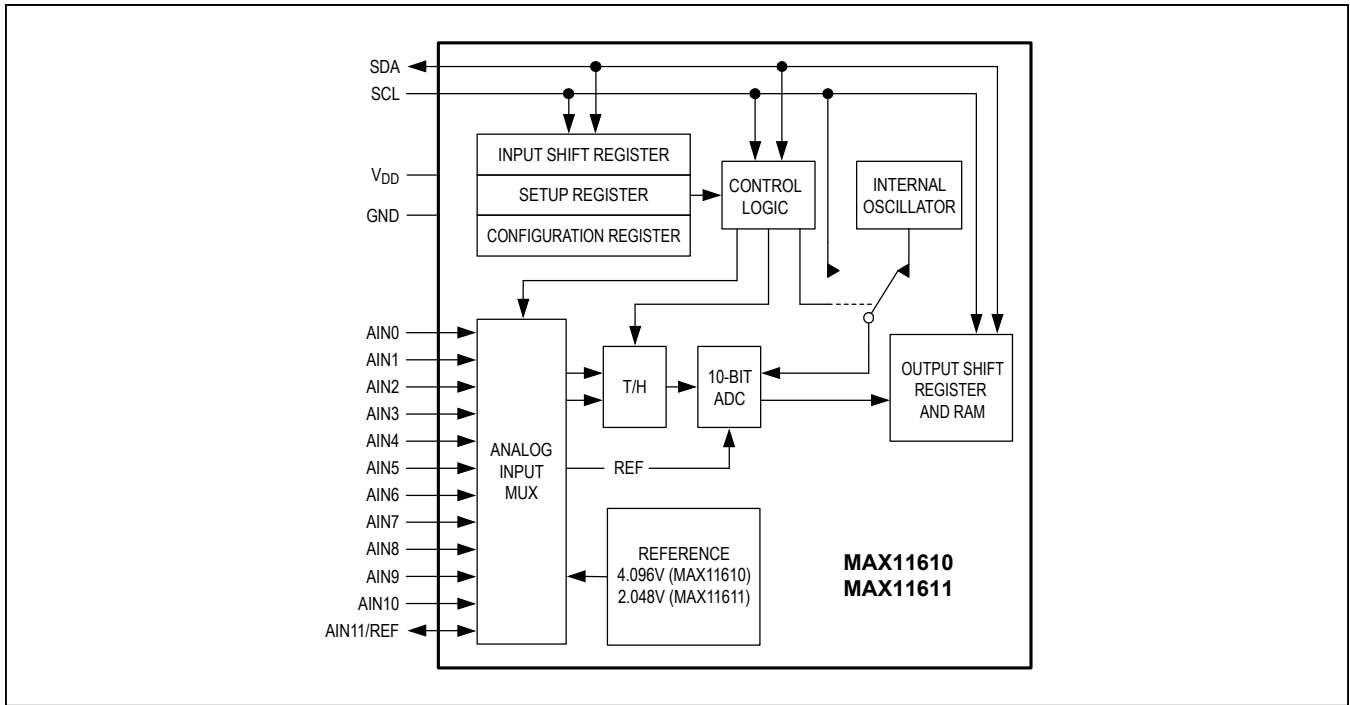 SDA
SCL
VDD
GND
INPUT SHIFT REGISTER
SETUP REGISTER
CONFIGURATION REGISTER
CONTROL
LOGIC
INTERNAL
OSCILLATOR
AIN0
AIN1
AIN2
AIN3
AIN4
AIN5
AIN6
AIN7
AIN8
AIN9
AIN10
AIN11/REF
ANALOG
INPUT
MUX
T/H
10-BIT
ADC
REF
OUTPUT SHIFT
REGISTER
AND RAM
REFERENCE
4.096V (MAX11610)
2.048V (MAX11611)
MAX11610
MAX11611